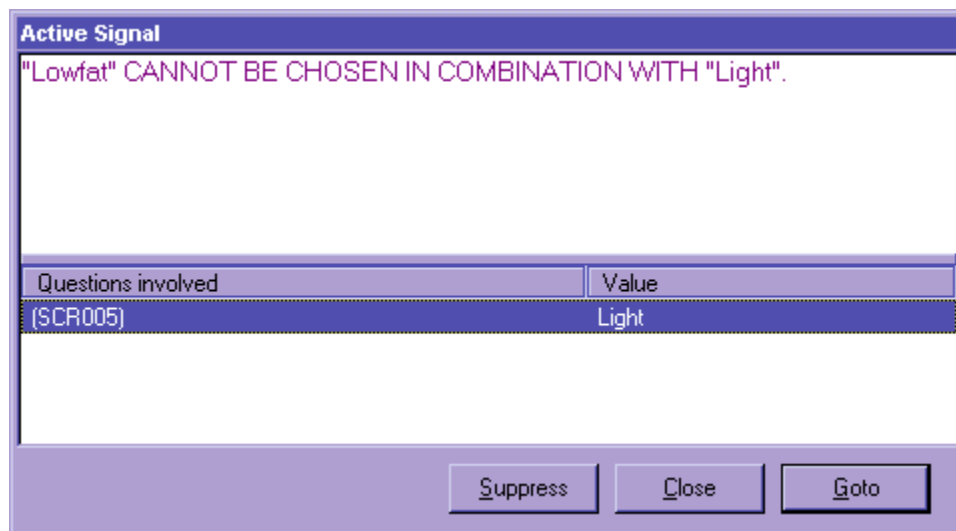 Active Signal
"Lowfat" CANNOT BE CHOSEN IN COMBINATION WITH "Light".
Questions involved Value
(SCR005) Light
Suppress Close Goto